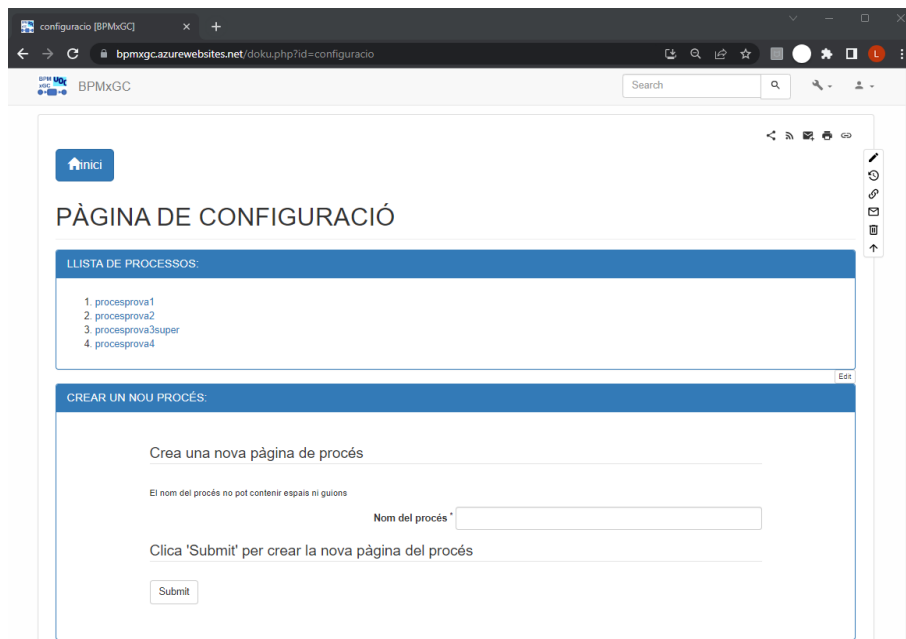 configuracio [BPMxGC]
bpmxgc.azurewebsites.net/doku.php?id=configuracio
L
BPM UOC
xGC
BPMxGC
Search
inici
PÀGINA DE CONFIGURACIÓ
LLISTA DE PROCESSOS:
1. procesprova1
2. procesprova2
3. procesprova3super
4. procesprova4
Edit
CREAR UN NOU PROCÉS:
Crea una nova pàgina de procés
El nom del procés no pot contenir espais ni guions
Nom del procés *
Clica 'Submit' per crear la nova pàgina del procés
Submit